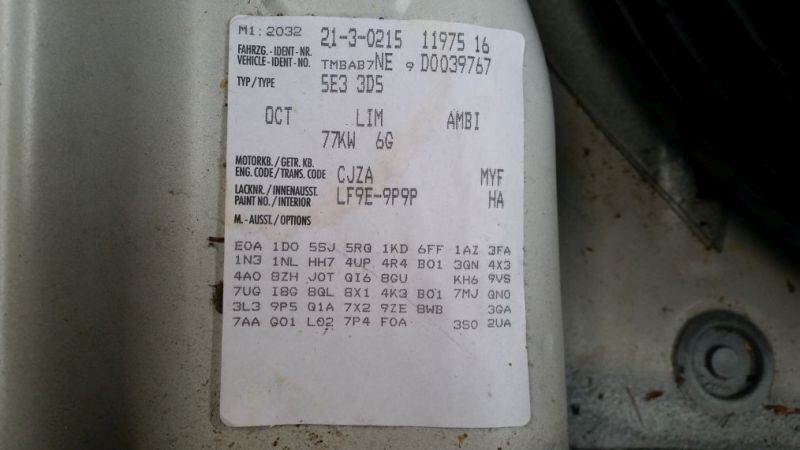 M1: 2032 21-3-0215 11975 16
FAHRZG.-IDENT-NR.
VEHICLE-IDENT-NO. TMBAB7NE 9 D0039767
TYP/TYPE 5E3 3D5
OCT LIM AMBI
77KW 6G
MOTORKB./GETR. KB.
ENG. CODE/TRANS. CODE CJZA MYF
LACKNR./INNENAUSST.
PAINT NO./INTERIOR LF9E-9P9P HA
M.-AUSST./OPTIONS
E0A 1D0 5SJ 5RQ 1KD 6FF 1AZ 3FA
1N3 1NL HH7 4UP 4R4 B01 3QN 4X3
4A0 8ZH J0T QI6 8GU KH6 9VS
7UG I8G 8QL 8X1 4K3 B01 7MJ QN0
3L3 9P5 Q1A 7X2 9ZE 8WB 3GA
7AA G01 L02 7P4 F0A 3S0 2UA